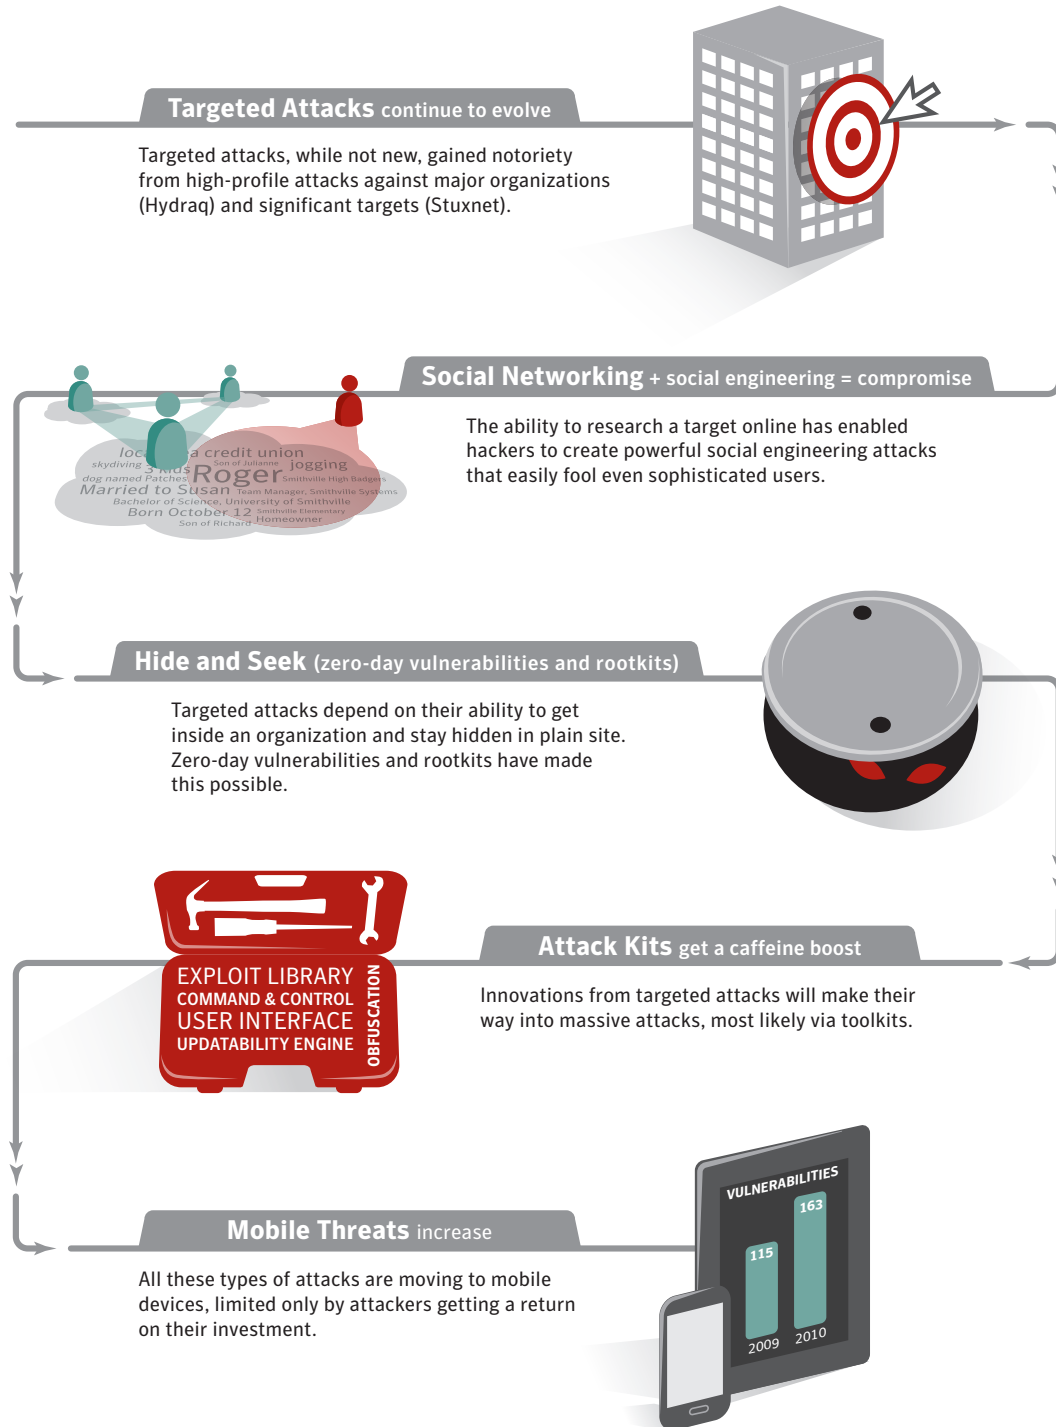 Targeted Attacks continue to evolve
Targeted attacks, while not new, gained notoriety
from high-profile attacks against major organizations
(Hydraq) and significant targets (Stuxnet).
Social Networking + social engineering = compromise
The ability to research a target online has enabled
hackers to create powerful social engineering attacks
that easily fool even sophisticated users.
a credit union
skydiving 3 kids Son of Julianne jogging
dog named Patches Roger Smithville High Badgers
Married to Susan Team Manager, Smithville Systems
Bachelor of Science, University of Smithville
Born October 12 Smithville Elementary
Son of Richard Homeowner
Hide and Seek (zero-day vulnerabilities and rootkits)
Targeted attacks depend on their ability to get
inside an organization and stay hidden in plain site.
Zero-day vulnerabilities and rootkits have made
this possible.
EXPLOIT LIBRARY
COMMAND & CONTROL
USER INTERFACE
UPDATABILITY ENGINE
OBFUSCATION
Attack Kits get a caffeine boost
Innovations from targeted attacks will make their
way into massive attacks, most likely via toolkits.
Mobile Threats increase
All these types of attacks are moving to mobile
devices, limited only by attackers getting a return
on their investment.
VULNERABILITIES
163
115
2009 2010